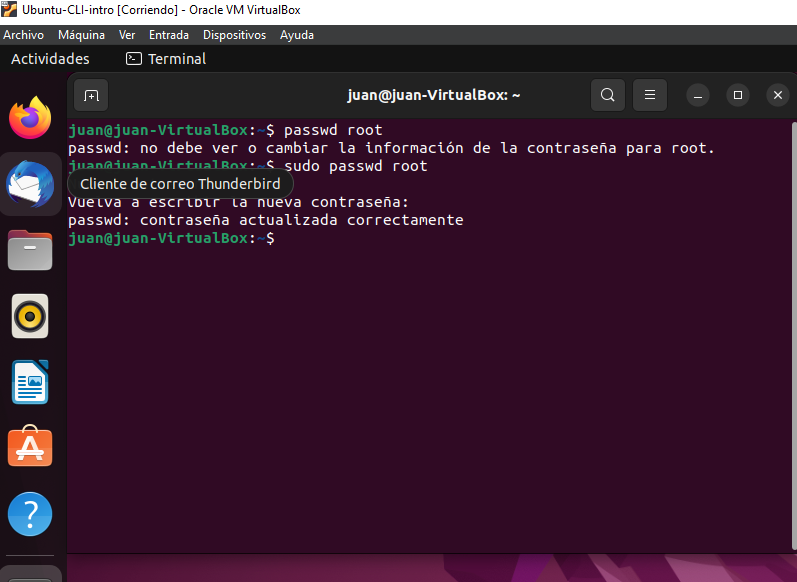 Ubuntu-CLI-intro [Corriendo] - Oracle VM VirtualBox
Archivo Máquina Ver Entrada Dispositivos Ayuda
Actividades Terminal
juan@juan-VirtualBox: ~
juan@juan-VirtualBox:~$ passwd root
passwd: no debe ver o cambiar la información de la contraseña para root.
juan@juan-VirtualBox:~$ sudo passwd root
Cliente de correo Thunderbird
Vuelva a escribir la nueva contraseña:
passwd: contraseña actualizada correctamente
juan@juan-VirtualBox:~$